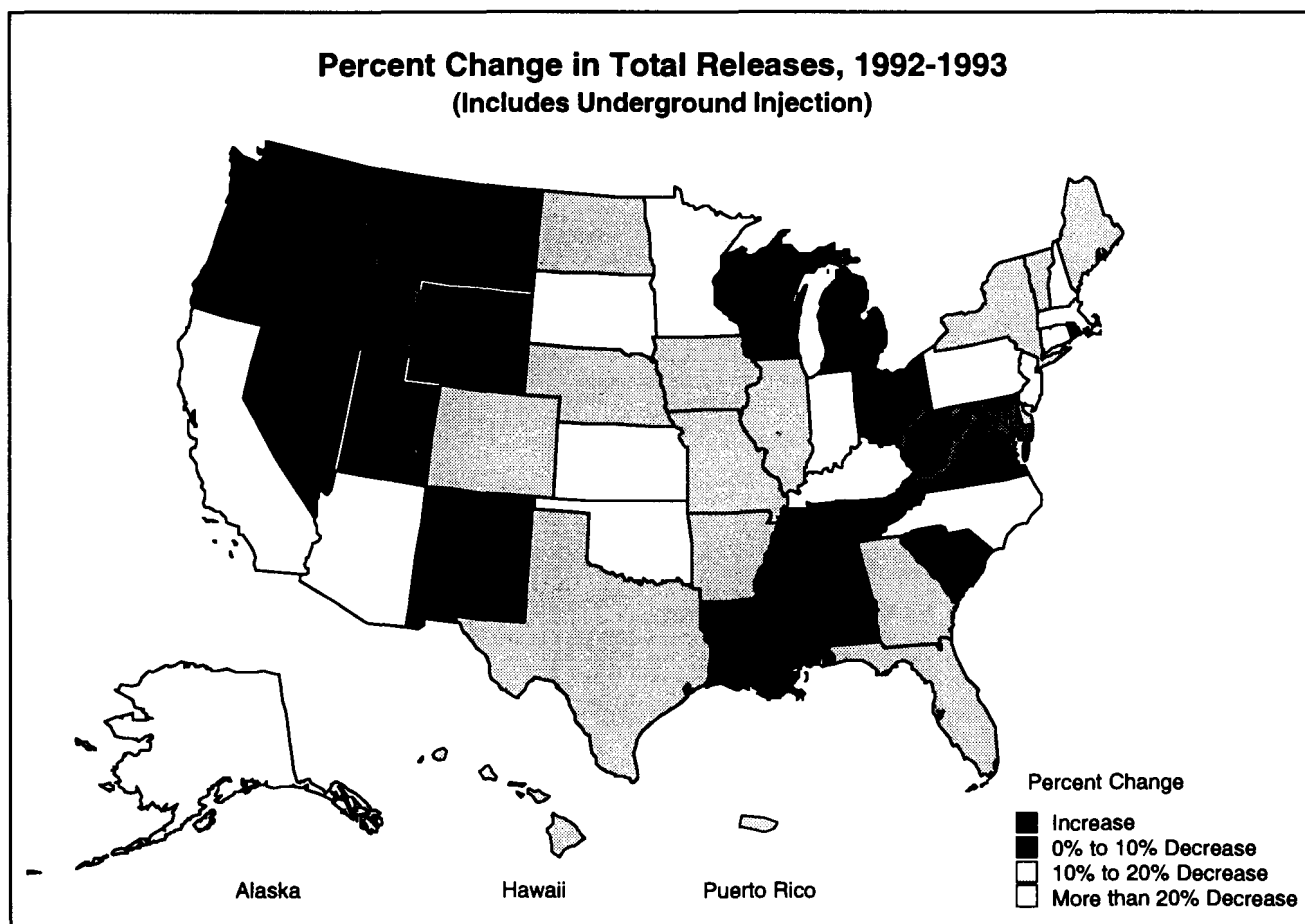 Percent Change in Total Releases, 1992-1993
(Includes Underground Injection)
Percent Change
Increase
0% to 10% Decrease
10% to 20% Decrease
More than 20% Decrease
Alaska
Hawaii
Puerto Rico